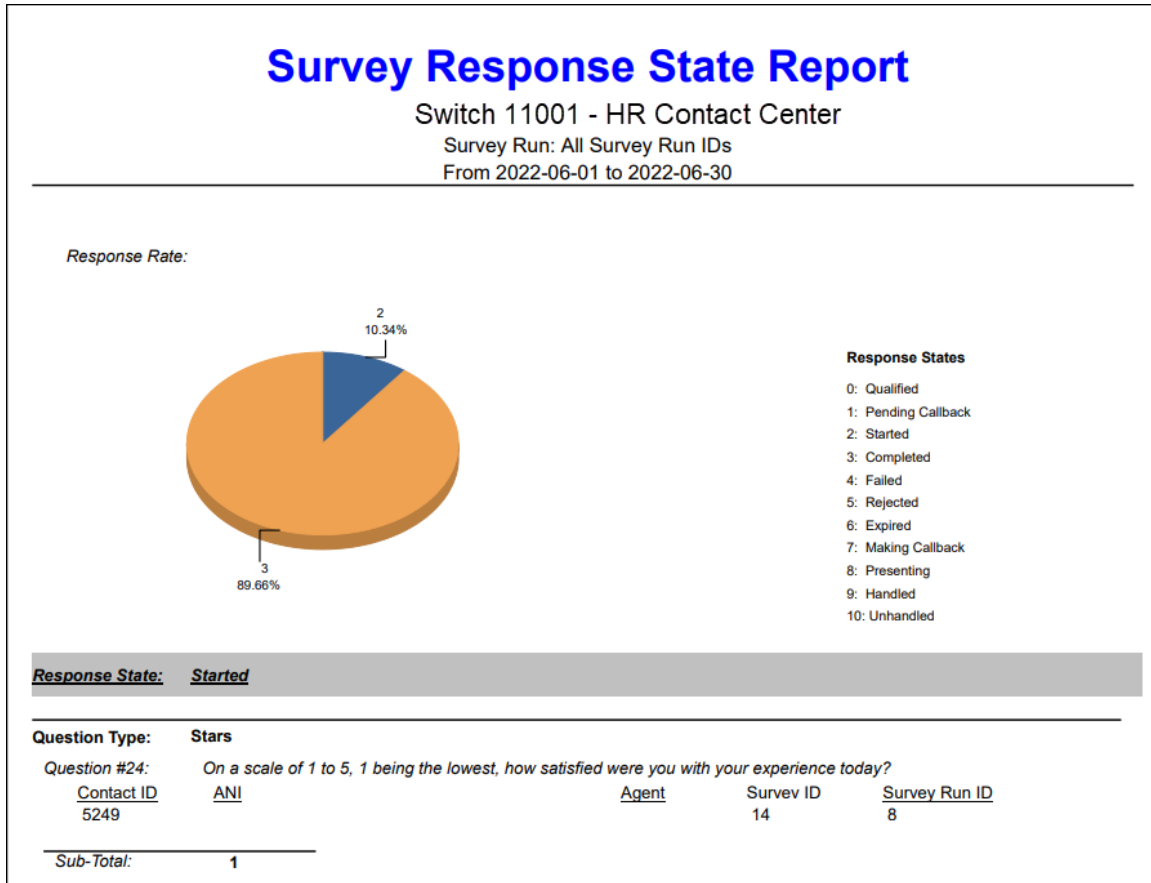 Survey Response State Report
Switch 11001 - HR Contact Center
Survey Run: All Survey Run IDs
From 2022-06-01 to 2022-06-30
Response Rate:
2
10.34%
3
89.66%
Response States
0: Qualified
1: Pending Callback
2: Started
3: Completed
4: Failed
5: Rejected
6: Expired
7: Making Callback
8: Presenting
9: Handled
10: Unhandled
Response State: Started
Question Type: Stars
Question #24: On a scale of 1 to 5, 1 being the lowest, how satisfied were you with your experience today?
Contact ID ANI Agent Survey ID Survey Run ID
5249 14 8
Sub-Total: 1